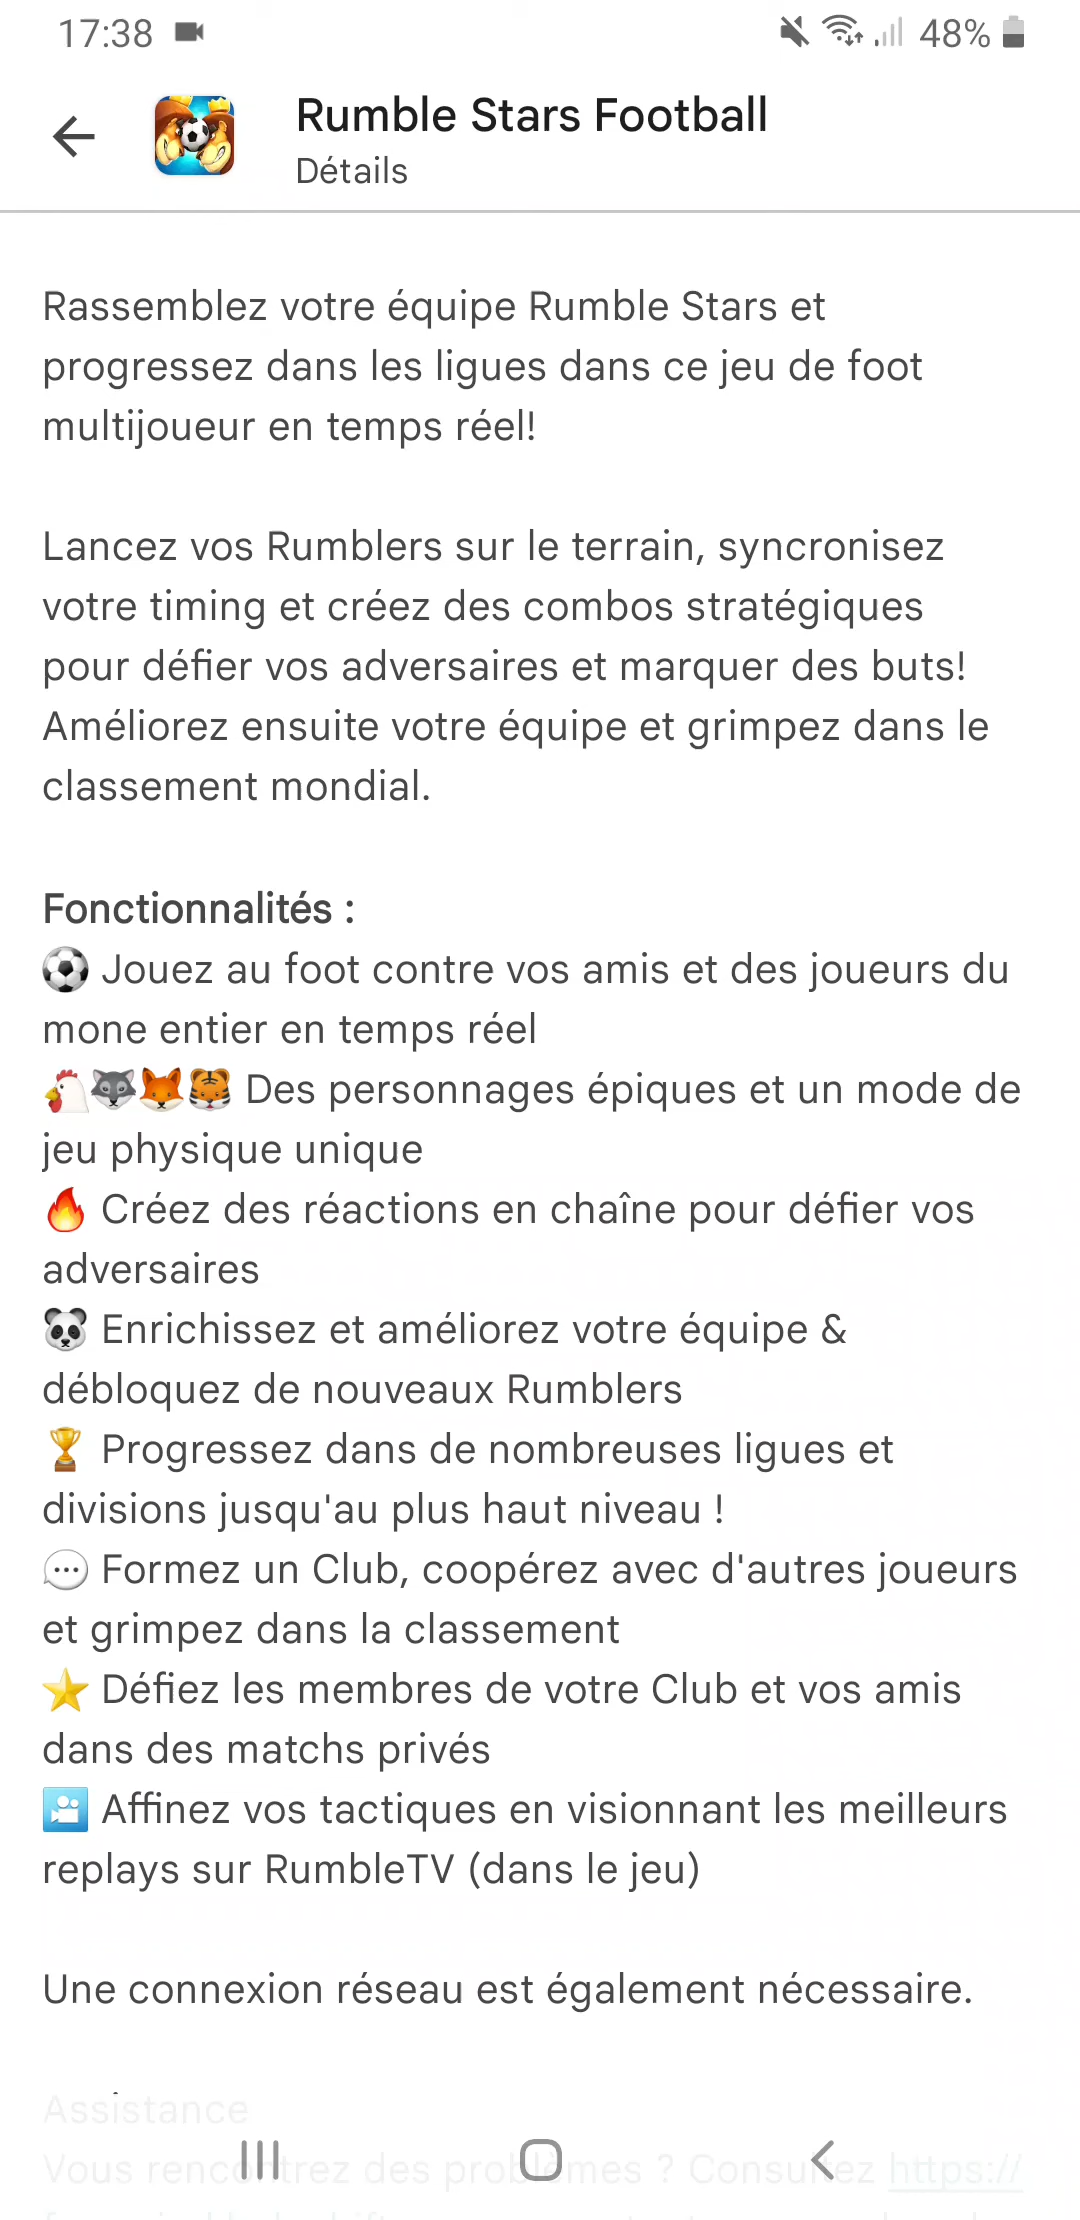 17:38
48%
Rumble Stars Football
Détails
Rassemblez votre équipe Rumble Stars et
progressez dans les ligues dans ce jeu de foot
multijoueur en temps réel!
Lancez vos Rumblers sur le terrain, syncronisez
votre timing et créez des combos stratégiques
pour défier vos adversaires et marquer des buts!
Améliorez ensuite votre équipe et grimpez dans le
classement mondial.
Fonctionnalités :
⚽ Jouez au foot contre vos amis et des joueurs du
mone entier en temps réel
🐔🐺🦊🐯 Des personnages épiques et un mode de
jeu physique unique
🔥 Créez des réactions en chaîne pour défier vos
adversaires
🐼 Enrichissez et améliorez votre équipe &
débloquez de nouveaux Rumblers
🏆 Progressez dans de nombreuses ligues et
divisions jusqu'au plus haut niveau !
💬 Formez un Club, coopérez avec d'autres joueurs
et grimpez dans la classement
⭐ Défiez les membres de votre Club et vos amis
dans des matchs privés
🎦 Affinez vos tactiques en visionnant les meilleurs
replays sur RumbleTV (dans le jeu)
Une connexion réseau est également nécessaire.
Assistance
Vous rencontrez des problèmes ? Consultez https://